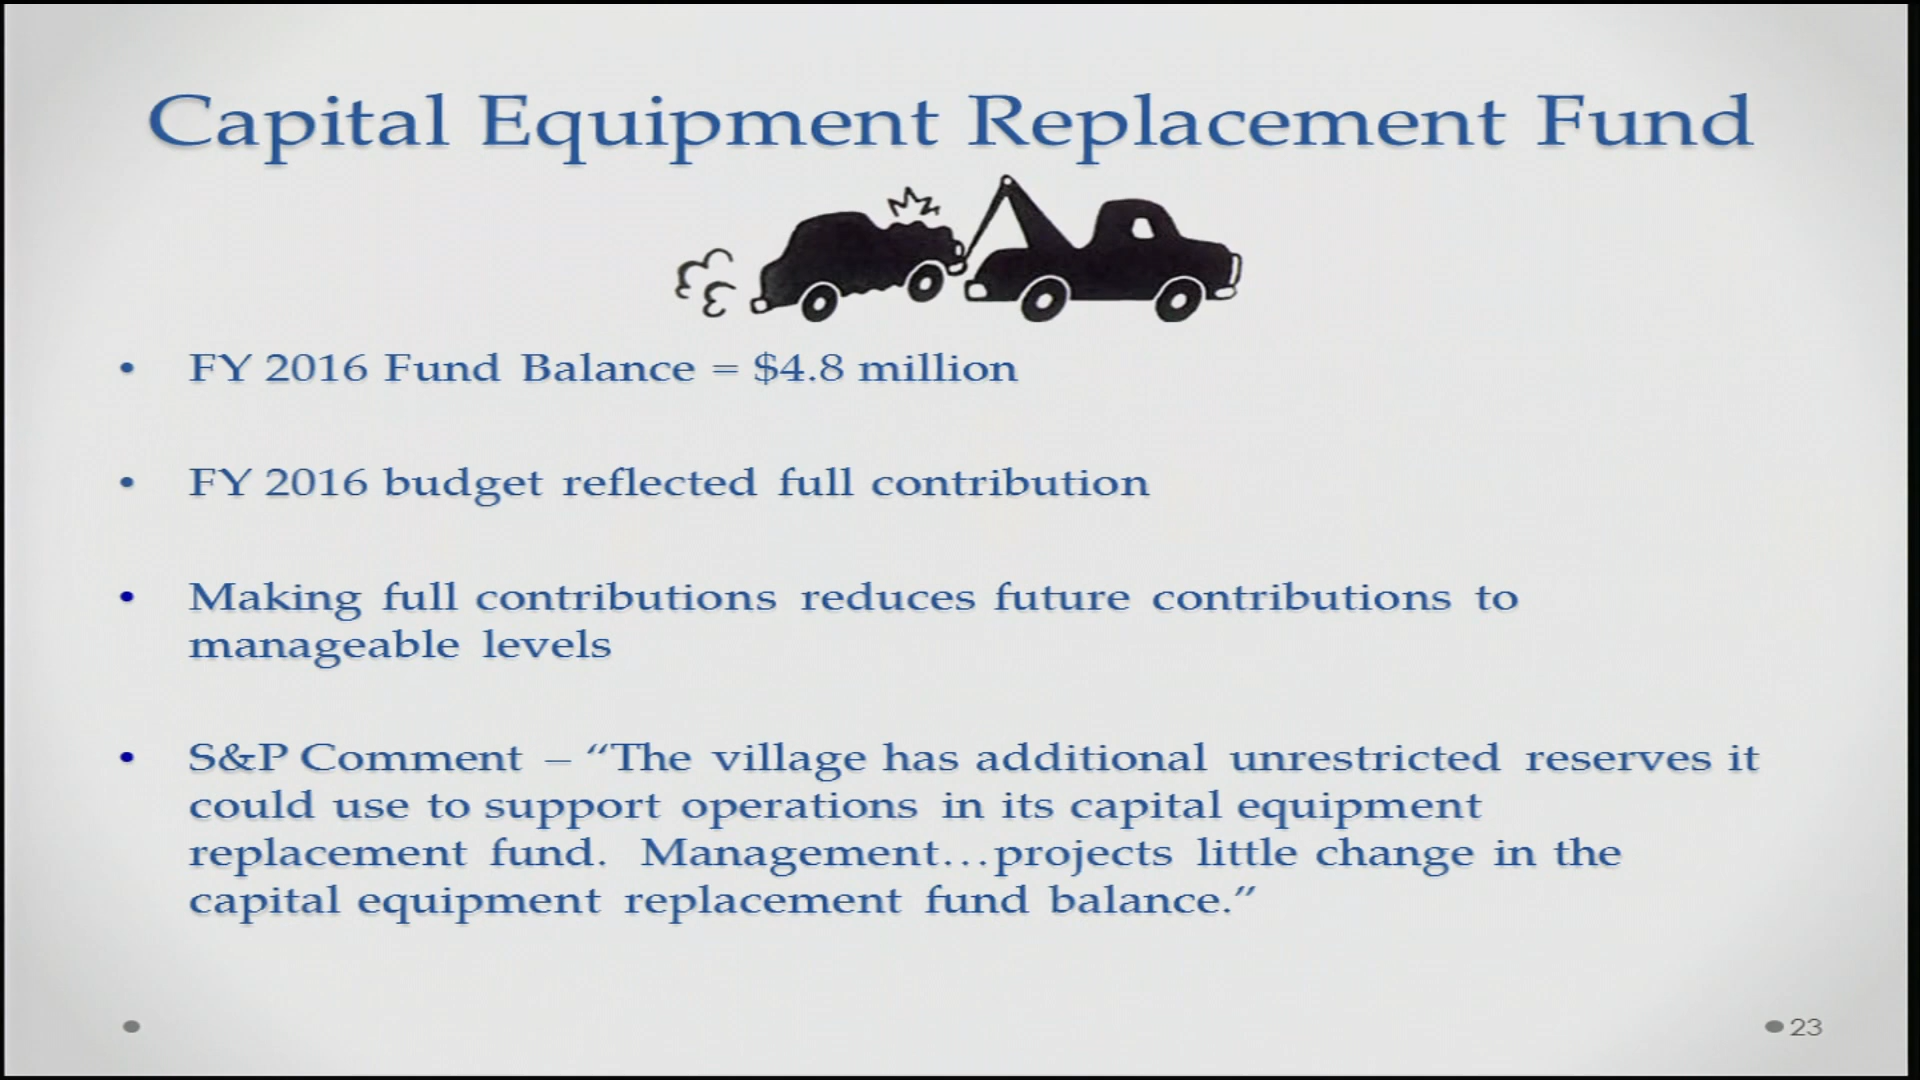 Capital Equipment Replacement Fund
• FY 2016 Fund Balance = $4.8 million
• FY 2016 budget reflected full contribution
• Making full contributions reduces future contributions to
manageable levels
• S&P Comment – “The village has additional unrestricted reserves it
could use to support operations in its capital equipment
replacement fund. Management…projects little change in the
capital equipment replacement fund balance.”
23